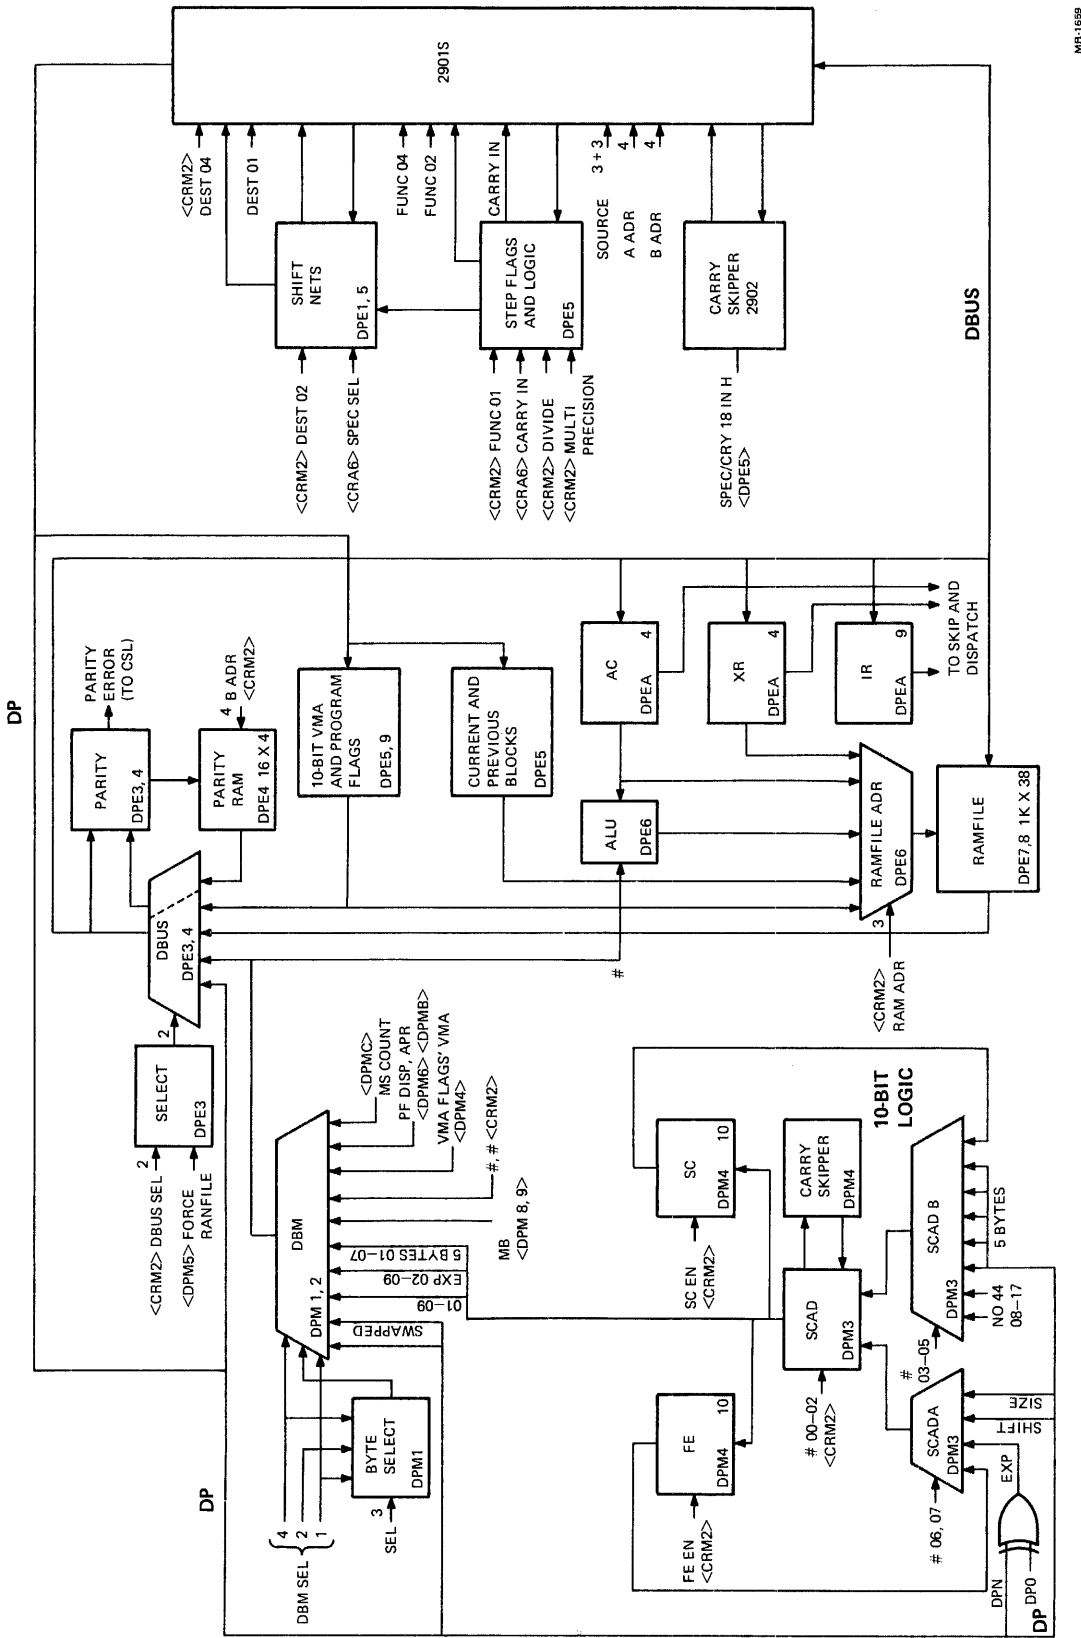 MR-1659
DP
DP
2901S
<CRM2>
DEST 04
DEST 01
FUNC 04
FUNC 02
CARRY IN
SOURCE
3 + 3
A ADR
4
B ADR
4
SHIFT
NETS
DPE1, 5
STEP FLAGS
AND LOGIC
DPE5
CARRY
SKIPPER
2902
DBUS
<CRM2> DEST 02
<CRA6> SPEC SEL
<CRM2> FUNC 01
<CRA6> CARRY IN
<CRM2> DIVIDE
<CRM2> MULTI
PRECISION
SPEC/CRY 18 IN H
<DPE5>
PARITY
ERROR
(TO CSL)
4 B ADR
<CRM2>
PARITY
DPE3, 4
PARITY
RAM
DPE4 16 X 4
10-BIT VMA
AND PROGRAM
FLAGS
DPE5, 9
CURRENT AND
PREVIOUS
BLOCKS
DPE5
AC
4
DPEA
XR
4
DPEA
IR
9
DPEA
TO SKIP AND
DISPATCH
ALU
DPE6
RAMFILE ADR
DPE6
3
<CRM2>
RAM ADR
RAMFILE
DPE7,8 1K X 38
DBUS
DPE3, 4
2
SELECT
DPE3
2
<CRM2> DBUS SEL
<DPM5> FORCE
RANFILE
#
<DPMC>
MS COUNT
PF DISP, APR
<DPM6> <DPMB>
VMA FLAGS' VMA
<DPM4>
#, # <CRM2>
MB
<DPM 8, 9>
5 BYTES 01–07
EXP 02–09
01–09
SWAPPED
DBM
DPM 1, 2
BYTE
SELECT
DPM1
4
2
1
DBM SEL
3
SEL
10-BIT
LOGIC
SC
10
DPM4
SC EN
<CRM2>
CARRY
SKIPPER
DPM4
SCAD
DPM3
# 00–02
<CRM2>
SCAD B
DPM3
#
03–05
5 BYTES
NO 44
08–17
FE
10
DPM4
FE EN
<CRM2>
SCADA
DPM3
# 06, 07
SIZE
SHIFT
EXP
DPN
DP0
DP